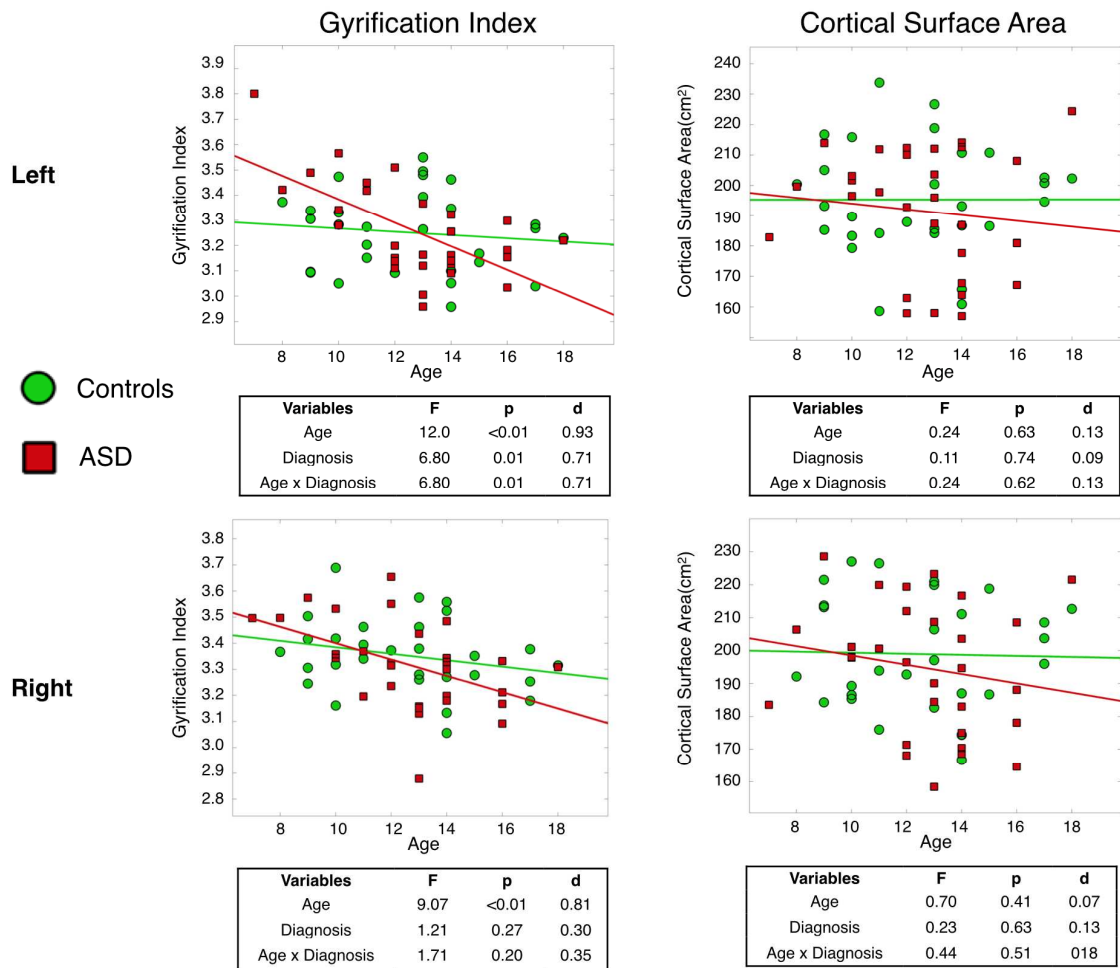 Gyrification Index
Cortical Surface Area
Left
Gyrification Index
3.9
3.8
3.7
3.6
3.5
3.4
3.3
3.2
3.1
3.0
2.9
8 10 12 14 16 18
Age
Cortical Surface Area(cm²)
240
230
220
210
200
190
180
170
160
8 10 12 14 16 18
Age
Controls
ASD
Variables F p d
Age 12.0 <0.01 0.93
Diagnosis 6.80 0.01 0.71
Age x Diagnosis 6.80 0.01 0.71
Variables F p d
Age 0.24 0.63 0.13
Diagnosis 0.11 0.74 0.09
Age x Diagnosis 0.24 0.62 0.13
Right
Gyrification Index
3.8
3.7
3.6
3.5
3.4
3.3
3.2
3.1
3.0
2.9
2.8
8 10 12 14 16 18
Age
Cortical Surface Area(cm²)
230
220
210
200
190
180
170
160
8 10 12 14 16 18
Age
Variables F p d
Age 9.07 <0.01 0.81
Diagnosis 1.21 0.27 0.30
Age x Diagnosis 1.71 0.20 0.35
Variables F p d
Age 0.70 0.41 0.07
Diagnosis 0.23 0.63 0.13
Age x Diagnosis 0.44 0.51 018